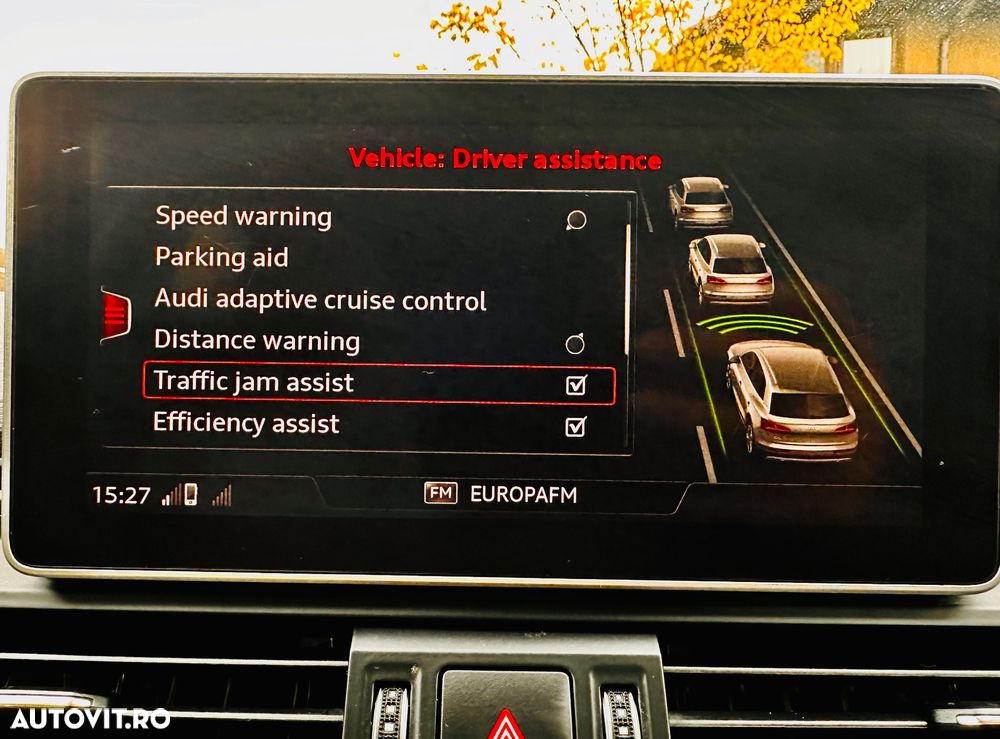 Vehicle: Driver assistance
Speed warning
Parking aid
Audi adaptive cruise control
Distance warning
Traffic jam assist
Efficiency assist
15:27
FM EUROPAFM
AUTOVIT.RO